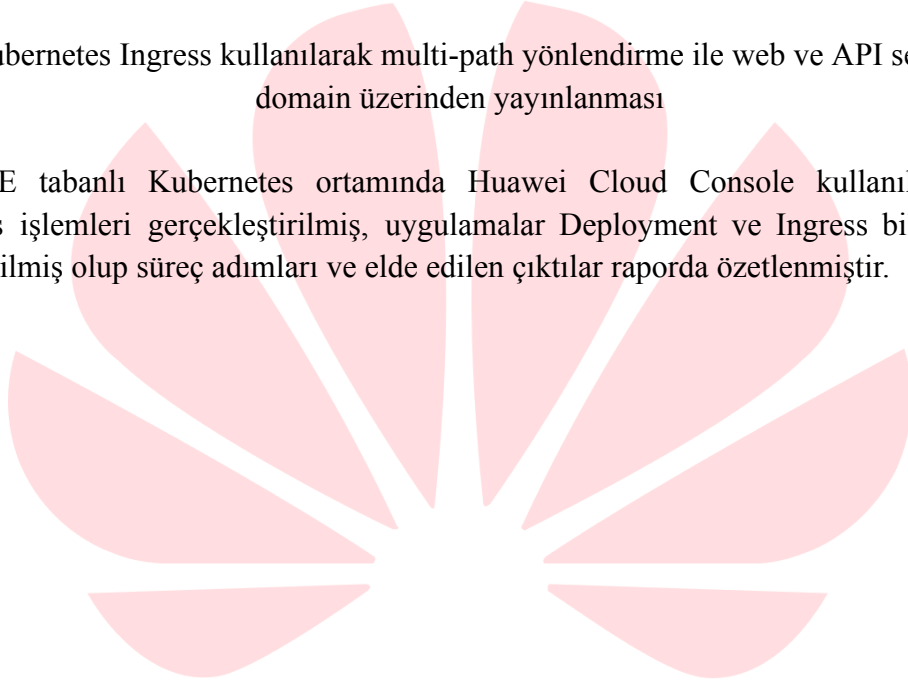 ubernetes Ingress kullanılarak multi-path yönlendirme ile web ve API se
domain üzerinden yayınlanması
E tabanlı Kubernetes ortamında Huawei Cloud Console kullanıl
s işlemleri gerçekleştirilmiş, uygulamalar Deployment ve Ingress bi
ilmiş olup süreç adımları ve elde edilen çıktılar raporda özetlenmiştir.